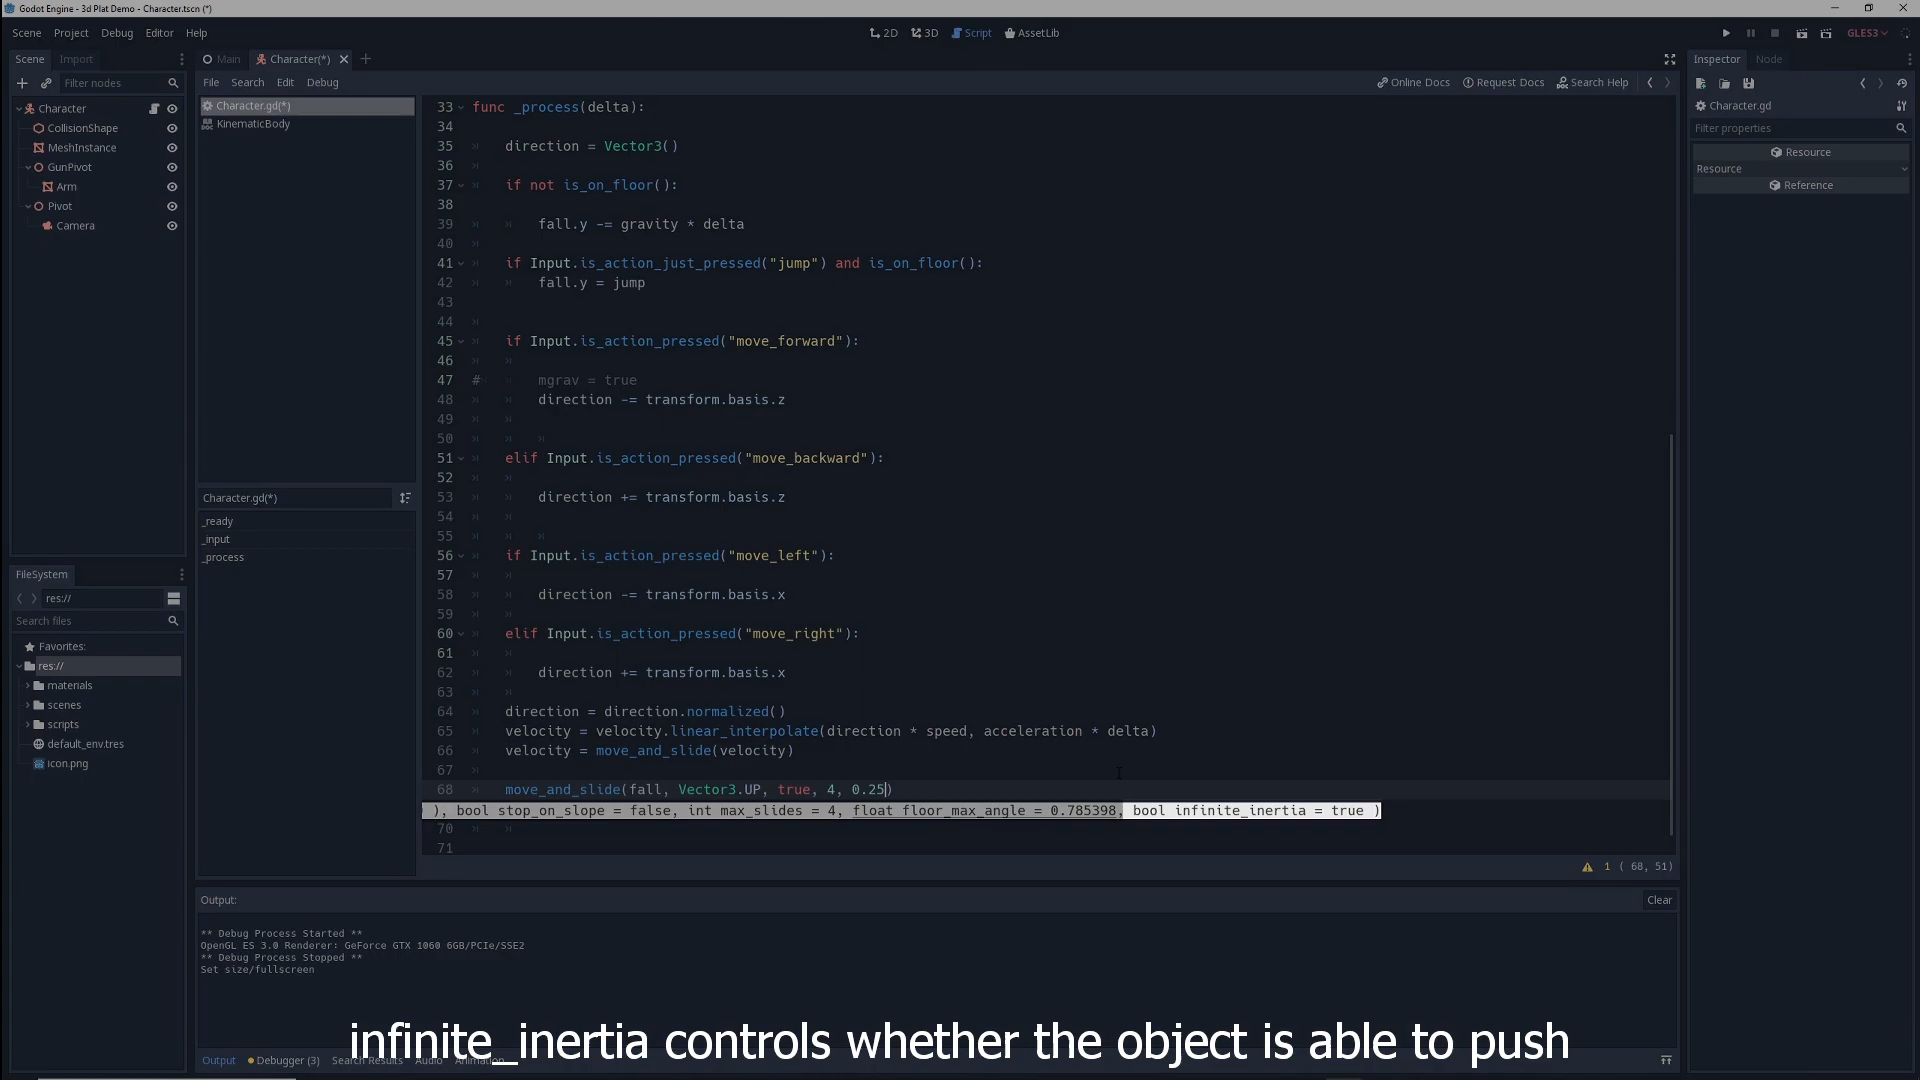 Godot Engine - 3d Plat Demo - Character.tscn (*)
Scene Project Debug Editor Help
2D 3D Script AssetLib
GLES3
Scene Import
Main Character(*)
Inspector Node
Filter nodes
File Search Edit Debug
Online Docs Request Docs Search Help
Character
CollisionShape
MeshInstance
GunPivot
Arm
Pivot
Camera
Character.gd(*)
KinematicBody
Character.gd(*)
_ready
_input
_process
33 func _process(delta):
34
35 direction = Vector3()
36
37 if not is_on_floor():
38
39 fall.y -= gravity * delta
40
41 if Input.is_action_just_pressed("jump") and is_on_floor():
42 fall.y = jump
43
44
45 if Input.is_action_pressed("move_forward"):
46
47 # mgrav = true
48 direction -= transform.basis.z
49
50
51 elif Input.is_action_pressed("move_backward"):
52
53 direction += transform.basis.z
54
55
56 if Input.is_action_pressed("move_left"):
57
58 direction -= transform.basis.x
59
60 elif Input.is_action_pressed("move_right"):
61
62 direction += transform.basis.x
63
64 direction = direction.normalized()
65 velocity = velocity.linear_interpolate(direction * speed, acceleration * delta)
66 velocity = move_and_slide(velocity)
67
68 move_and_slide(fall, Vector3.UP, true, 4, 0.25)
), bool stop_on_slope = false, int max_slides = 4, float floor_max_angle = 0.785398, bool infinite_inertia = true )
70
71
1 ( 68, 51)
Character.gd
Filter properties
Resource
Resource
Reference
FileSystem
res://
Search files
Favorites:
res://
materials
scenes
scripts
default_env.tres
icon.png
Output:
Clear
** Debug Process Started **
OpenGL ES 3.0 Renderer: GeForce GTX 1060 6GB/PCIe/SSE2
** Debug Process Stopped **
Set size/fullscreen
infinite_inertia controls whether the object is able to push
Output Debugger (3) Search Results Audio Animation